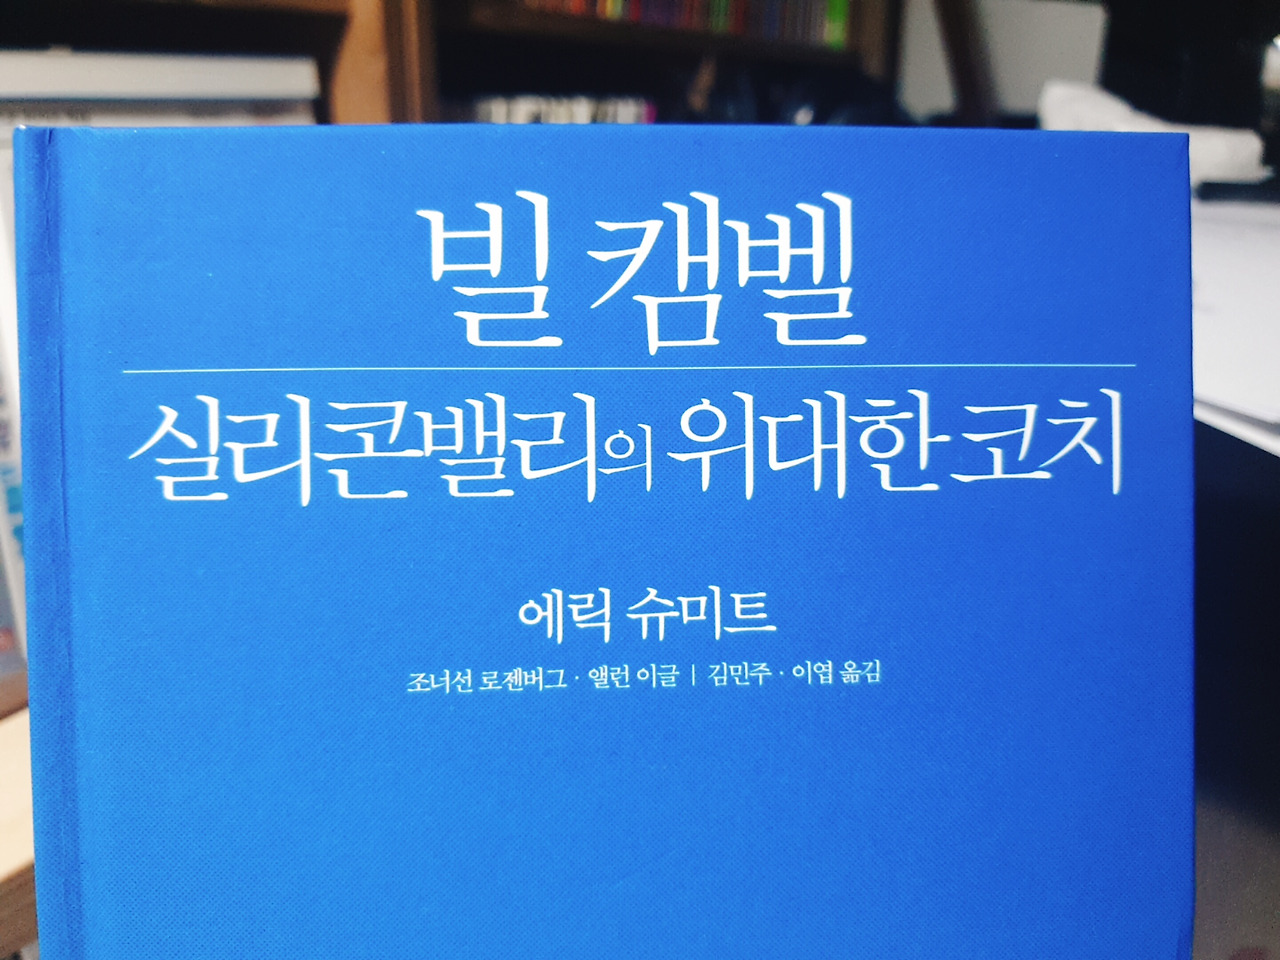 빌 캠벨
실리콘밸리의 위대한 코치
에릭 슈미트
조너선 로젠버그 · 앨런 이글 | 김민주 · 이엽 옮김